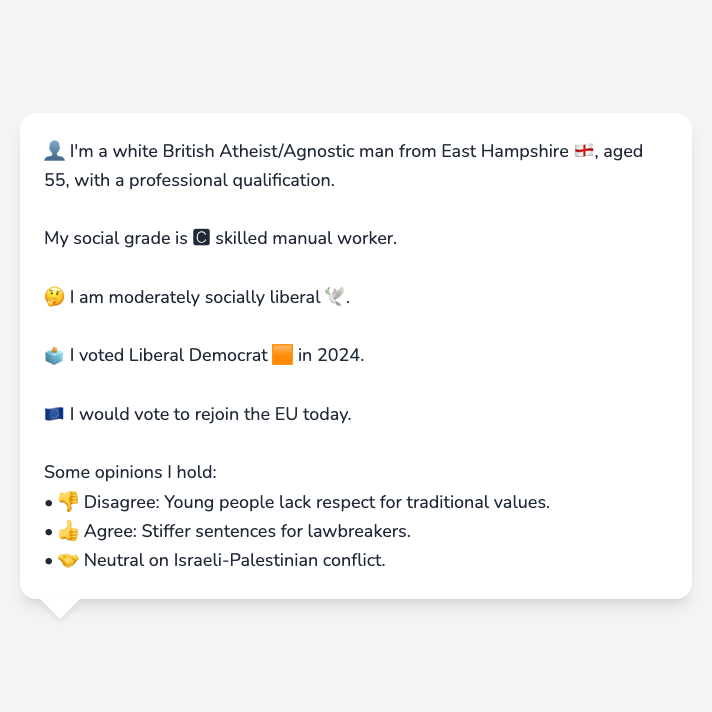 👤 I'm a white British Atheist/Agnostic man from East Hampshire 🏴󠁧󠁢󠁥󠁮󠁧󠁿, aged
55, with a professional qualification.
My social grade is 🅲 skilled manual worker.
🤔 I am moderately socially liberal 🕊️.
🗳️ I voted Liberal Democrat 🟧 in 2024.
🇪🇺 I would vote to rejoin the EU today.
Some opinions I hold:
• 👎 Disagree: Young people lack respect for traditional values.
• 👍 Agree: Stiffer sentences for lawbreakers.
• 🤝 Neutral on Israeli-Palestinian conflict.